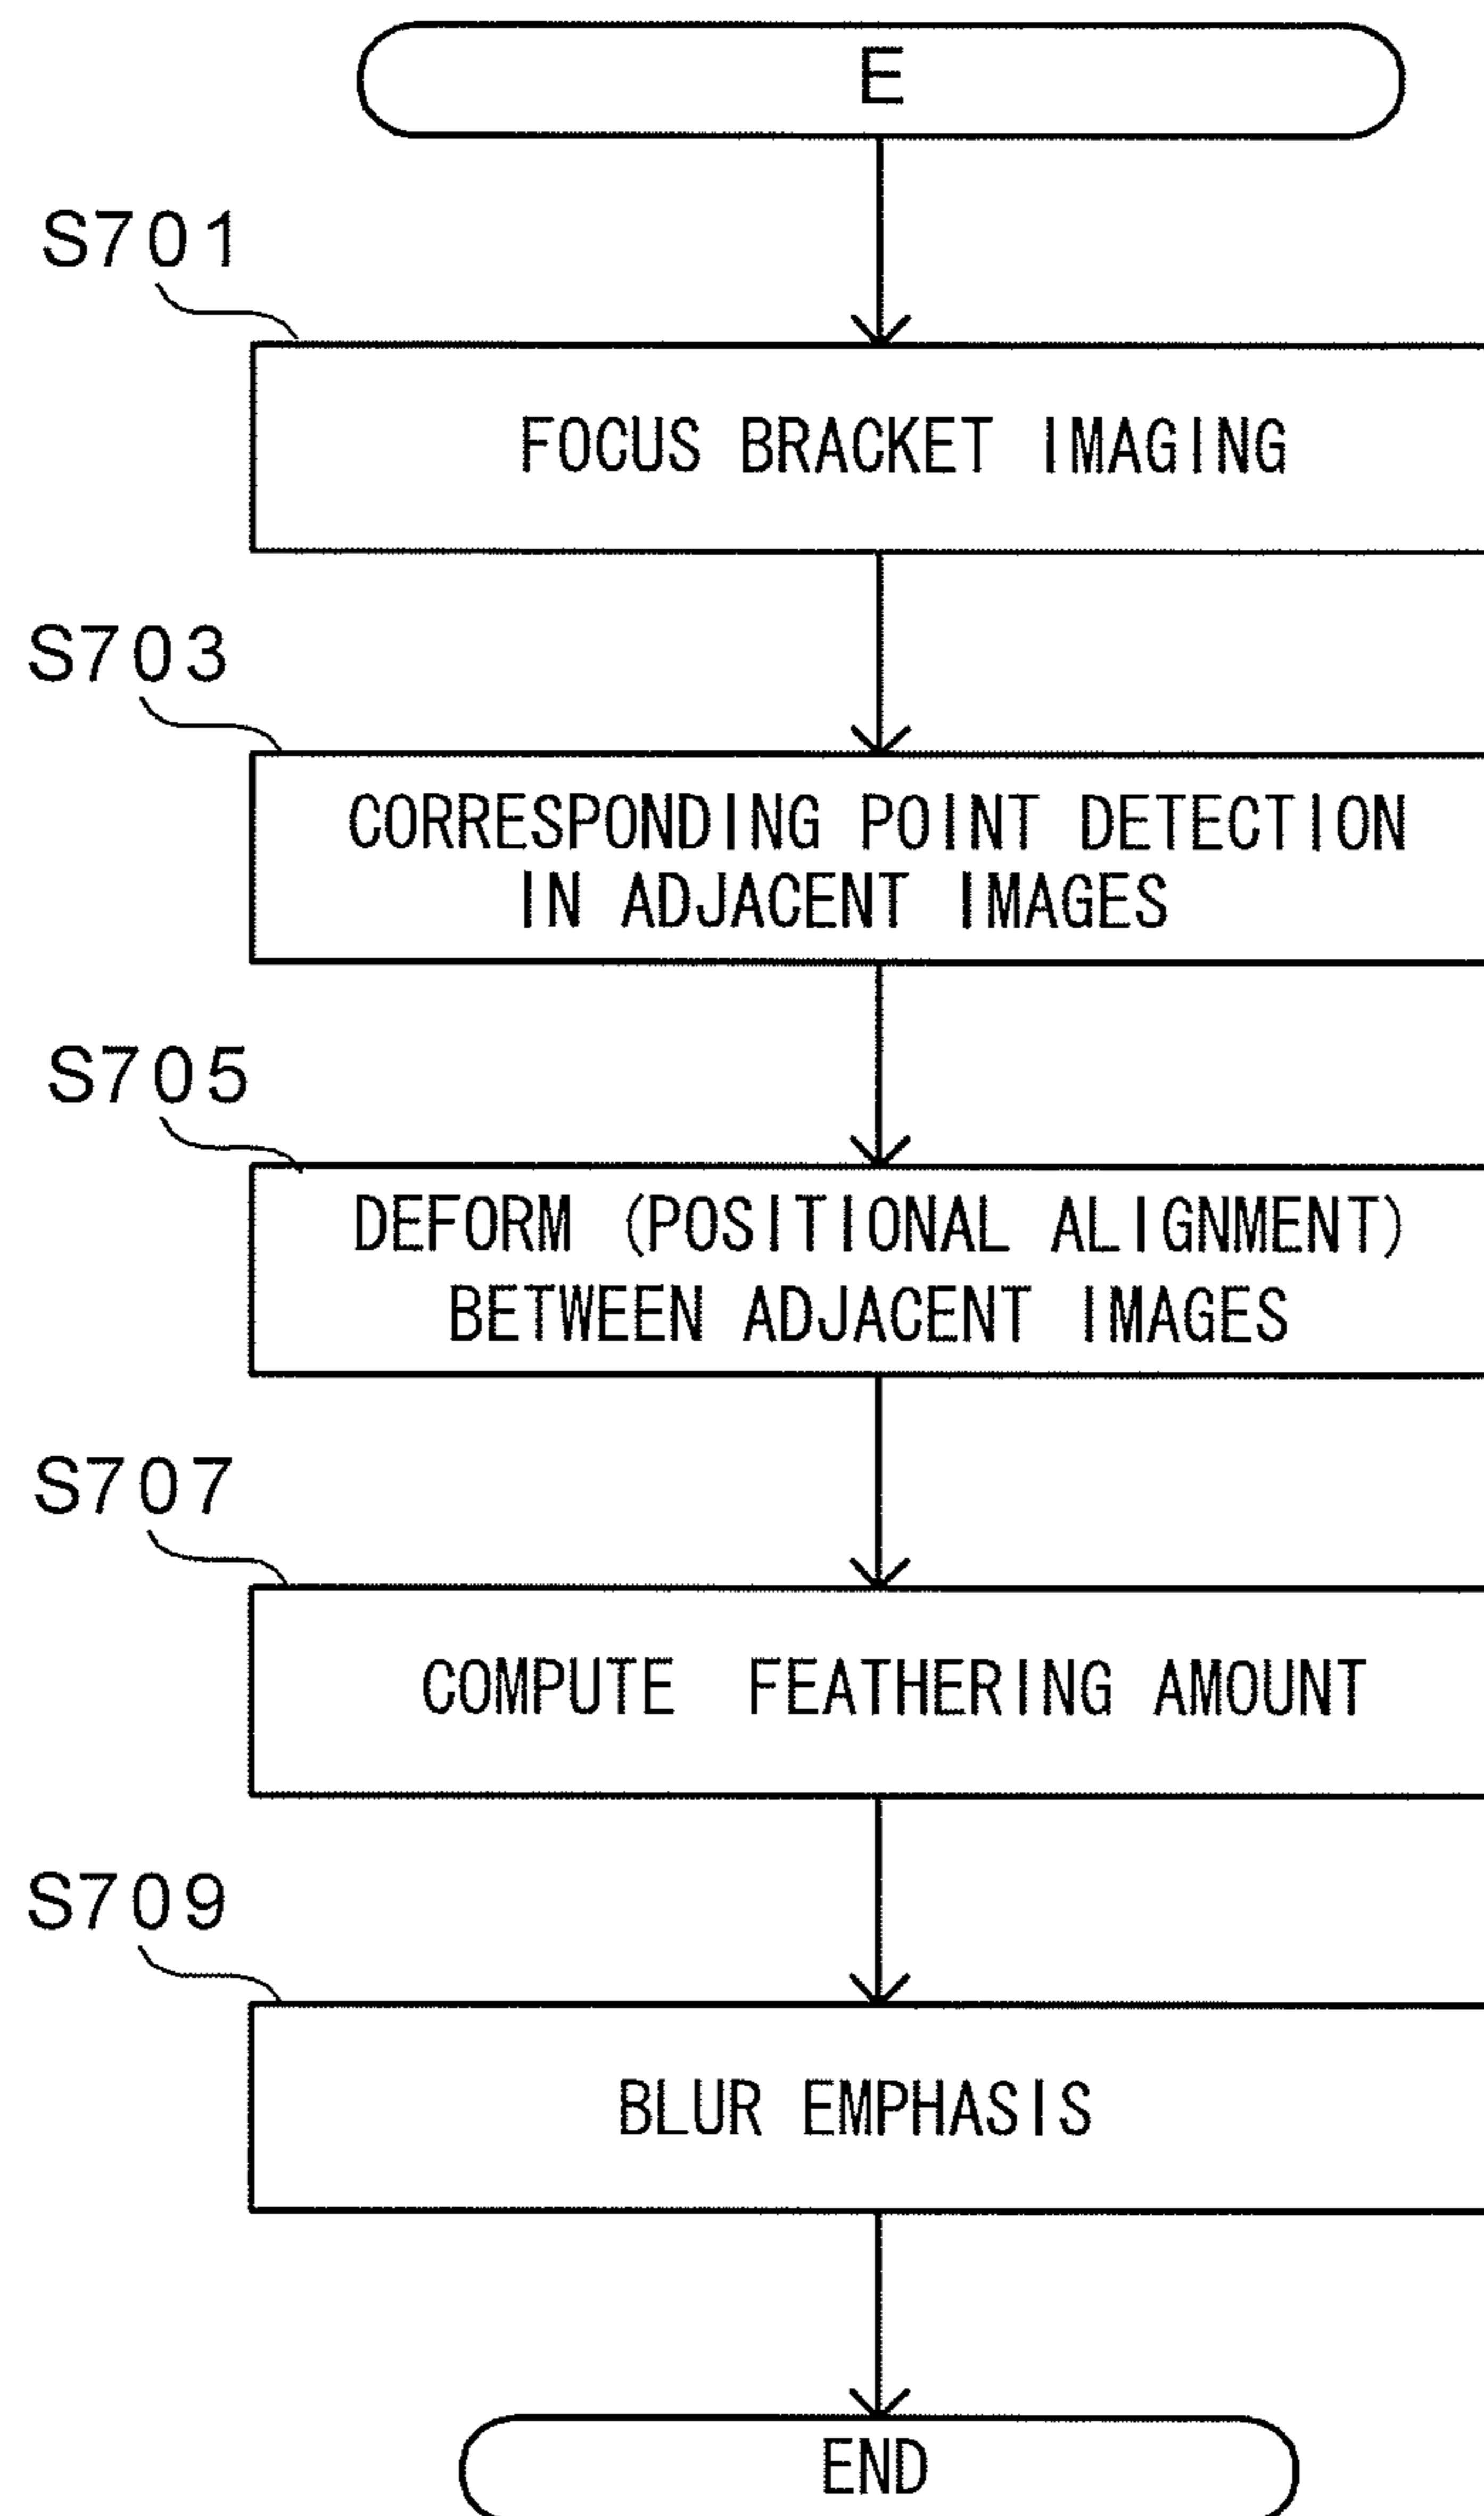 E
S701
FOCUS BRACKET IMAGING
S703
CORRESPONDING POINT DETECTION
IN ADJACENT IMAGES
S705
DEFORM (POSITIONAL ALIGNMENT)
BETWEEN ADJACENT IMAGES
S707
COMPUTE FEATHERING AMOUNT
S709
BLUR EMPHASIS
END